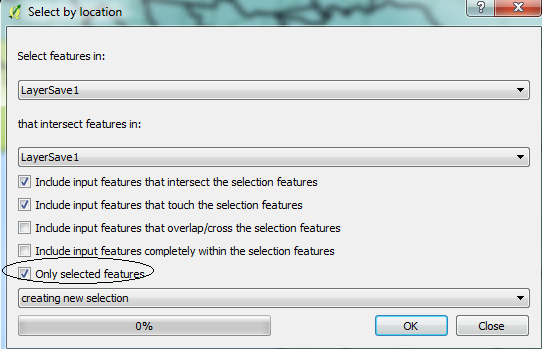 Select by location
?
X
Select features in:
LayerSave1
that intersect features in:
LayerSave1
Include input features that intersect the selection features
Include input features that touch the selection features
Include input features that overlap/cross the selection features
Include input features completely within the selection features
Only selected features
creating new selection
0%
OK
Close